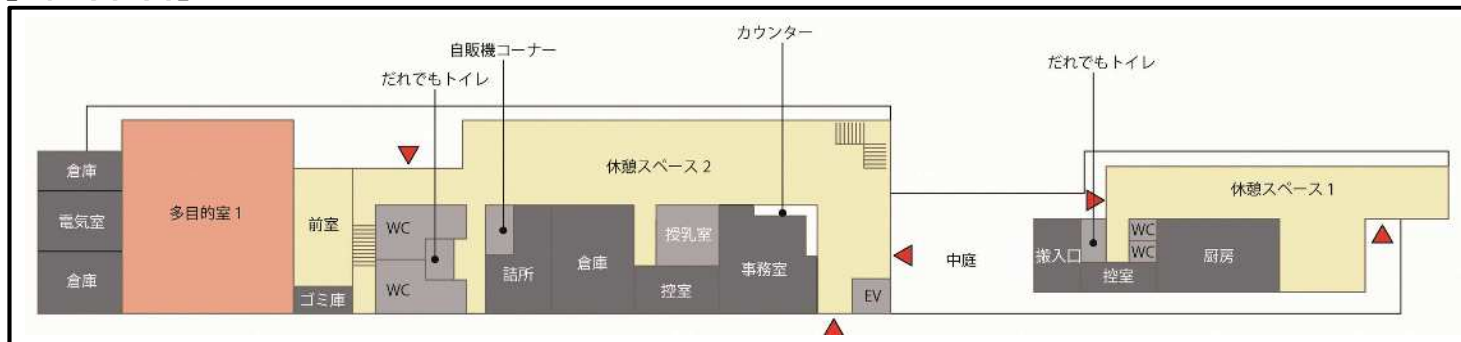 カウンター
自販機コーナー
だれでもトイレ
だれでもトイレ
倉庫
電気室
倉庫
多目的室1
前室
ゴミ庫
WC
WC
休憩スペース2
詰所
倉庫
授乳室
控室
事務室
EV
中庭
休憩スペース1
搬入口
WC
WC
控室
厨房